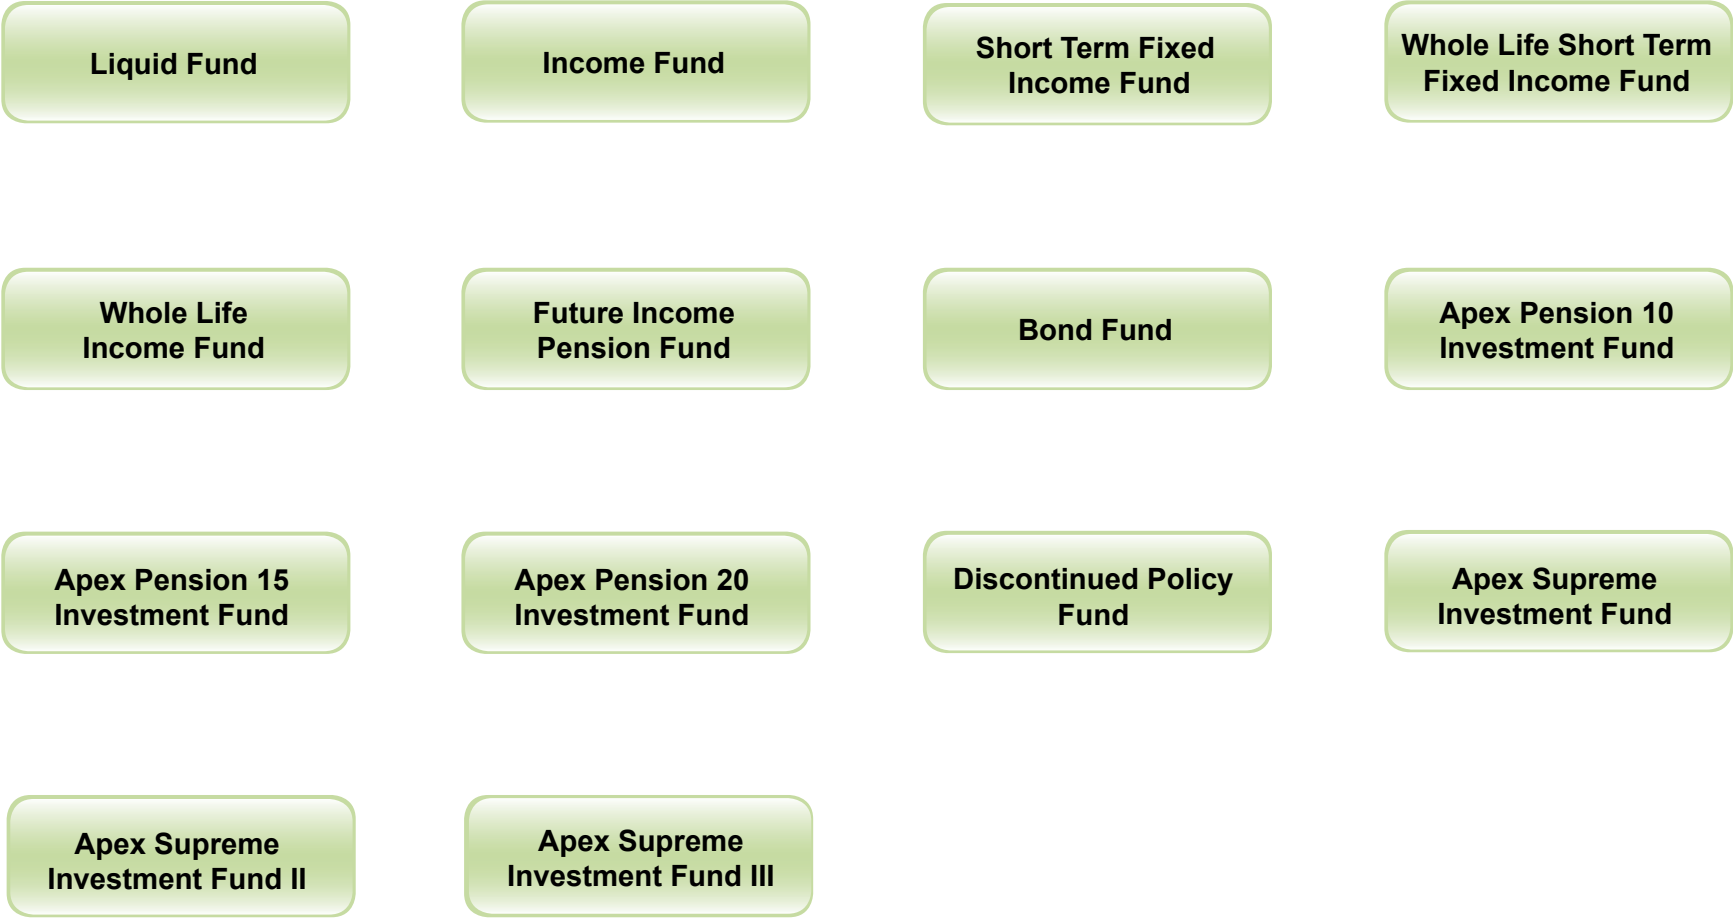 Liquid Fund
Income Fund
Short Term Fixed
Income Fund
Whole Life Short Term
Fixed Income Fund
Whole Life
Income Fund
Future Income
Pension Fund
Bond Fund
Apex Pension 10
Investment Fund
Apex Pension 15
Investment Fund
Apex Pension 20
Investment Fund
Discontinued Policy
Fund
Apex Supreme
Investment Fund
Apex Supreme
Investment Fund II
Apex Supreme
Investment Fund III